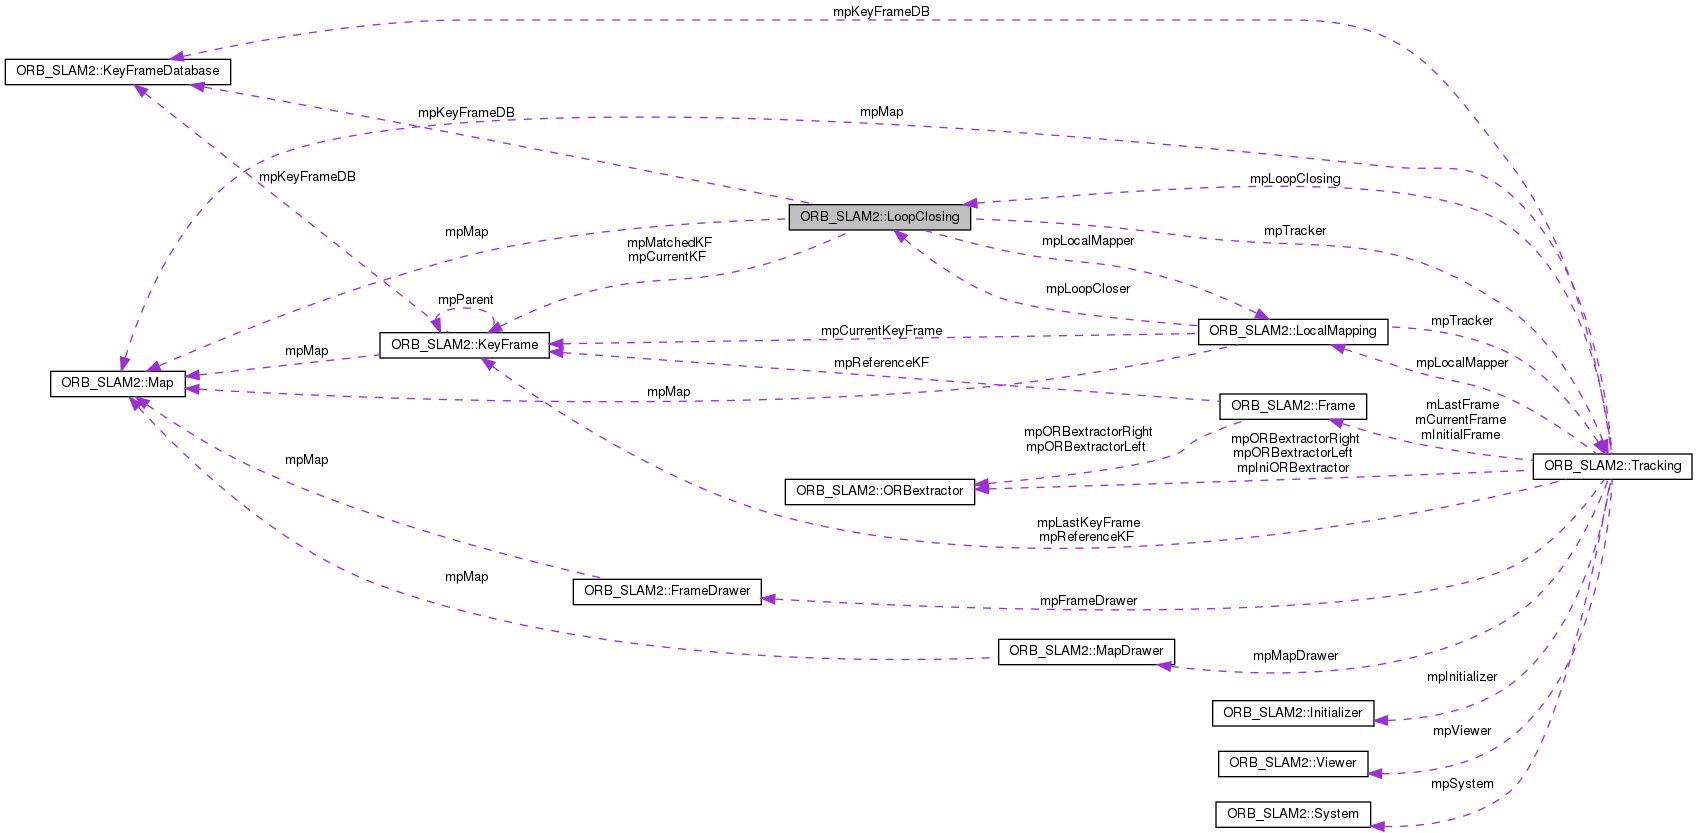 mpKeyFrameDB
ORB_SLAM2::KeyFrameDatabase
mpKeyFrameDB
mpMap
mpKeyFrameDB
mpLoopClosing
ORB_SLAM2::LoopClosing
mpMap
mpMatchedKF
mpCurrentKF
mpLocalMapper
mpTracker
mpLoopCloser
mpParent
mpCurrentKeyFrame
ORB_SLAM2::LocalMapping
mpTracker
ORB_SLAM2::KeyFrame
mpMap
mpReferenceKF
mpLocalMapper
ORB_SLAM2::Map
mpMap
ORB_SLAM2::Frame
mLastFrame
mCurrentFrame
mInitialFrame
mpORBextractorRight
mpORBextractorLeft
mpORBextractorRight
mpORBextractorLeft
mpIniORBextractor
mpMap
ORB_SLAM2::Tracking
ORB_SLAM2::ORBextractor
mpLastKeyFrame
mpReferenceKF
mpMap
ORB_SLAM2::FrameDrawer
mpFrameDrawer
ORB_SLAM2::MapDrawer
mpMapDrawer
mpInitializer
ORB_SLAM2::Initializer
mpViewer
ORB_SLAM2::Viewer
mpSystem
ORB_SLAM2::System